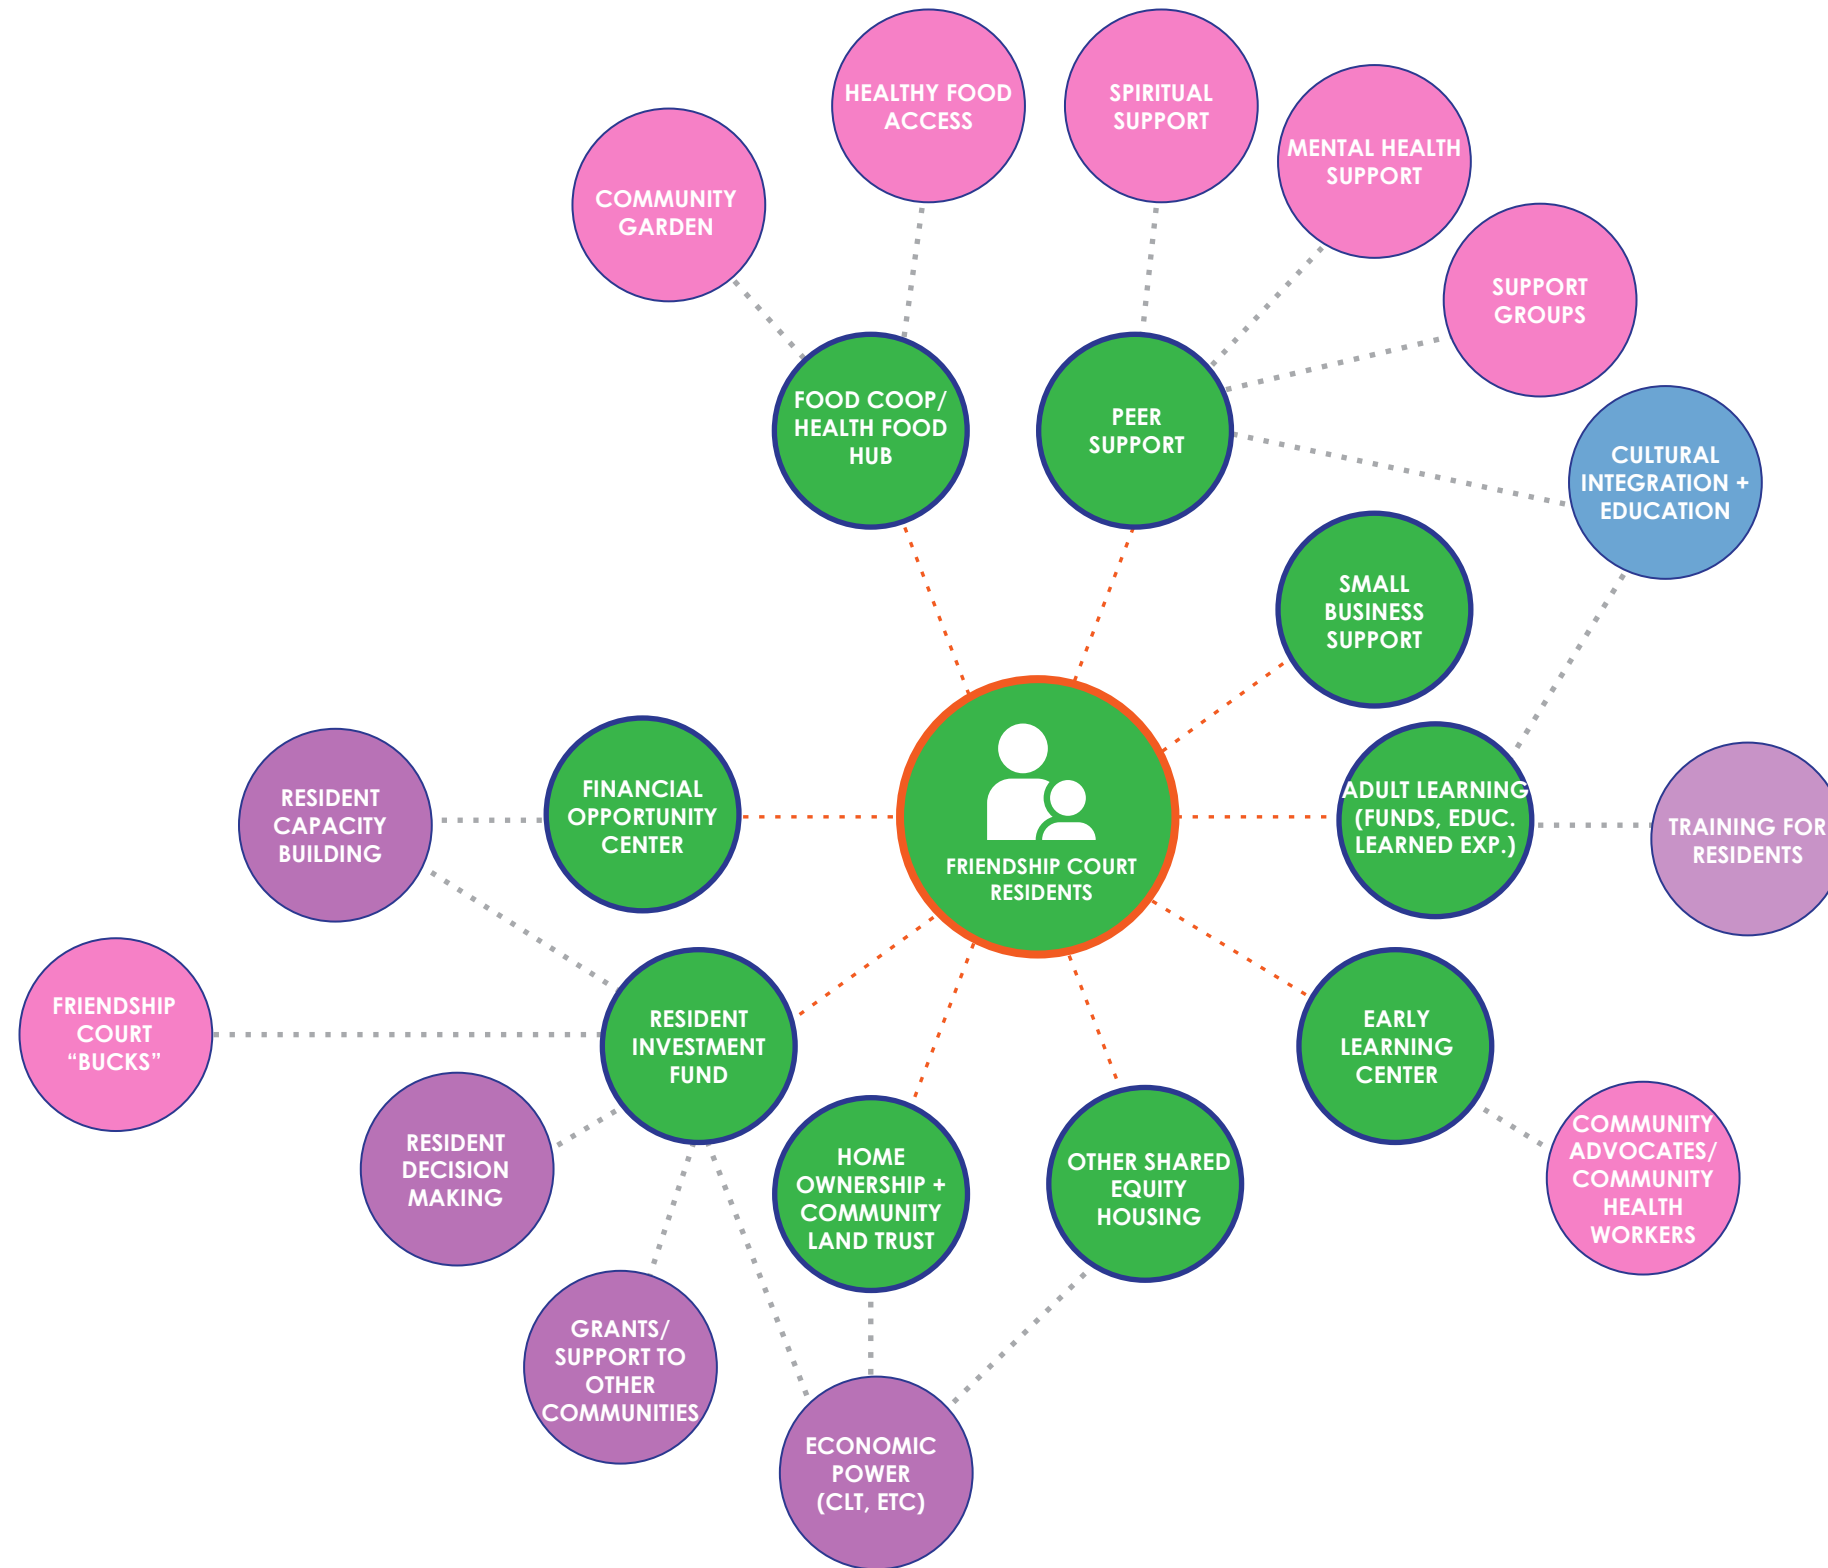 HEALTHY FOOD
ACCESS
SPIRITUAL
SUPPORT
MENTAL HEALTH
SUPPORT
COMMUNITY
GARDEN
SUPPORT
GROUPS
FOOD COOP/
HEALTH FOOD
HUB
PEER
SUPPORT
CULTURAL
INTEGRATION +
EDUCATION
SMALL
BUSINESS
SUPPORT
RESIDENT
CAPACITY
BUILDING
FINANCIAL
OPPORTUNITY
CENTER
FRIENDSHIP COURT
RESIDENTS
ADULT LEARNING
(FUNDS, EDUC.
LEARNED EXP.)
TRAINING FOR
RESIDENTS
FRIENDSHIP
COURT
“BUCKS”
RESIDENT
INVESTMENT
FUND
EARLY
LEARNING
CENTER
RESIDENT
DECISION
MAKING
HOME
OWNERSHIP +
COMMUNITY
LAND TRUST
OTHER SHARED
EQUITY
HOUSING
COMMUNITY
ADVOCATES/
COMMUNITY
HEALTH
WORKERS
GRANTS/
SUPPORT TO
OTHER
COMMUNITIES
ECONOMIC
POWER
(CLT, ETC)